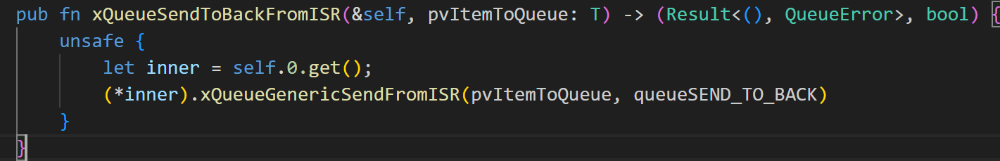 pub fn xQueueSendToBackFromISR(&self, pvItemToQueue: T) -> (Result<(), QueueError>, bool) {
    unsafe {
        let inner = self.0.get();
        (*inner).xQueueGenericSendFromISR(pvItemToQueue, queueSEND_TO_BACK)
    }
}